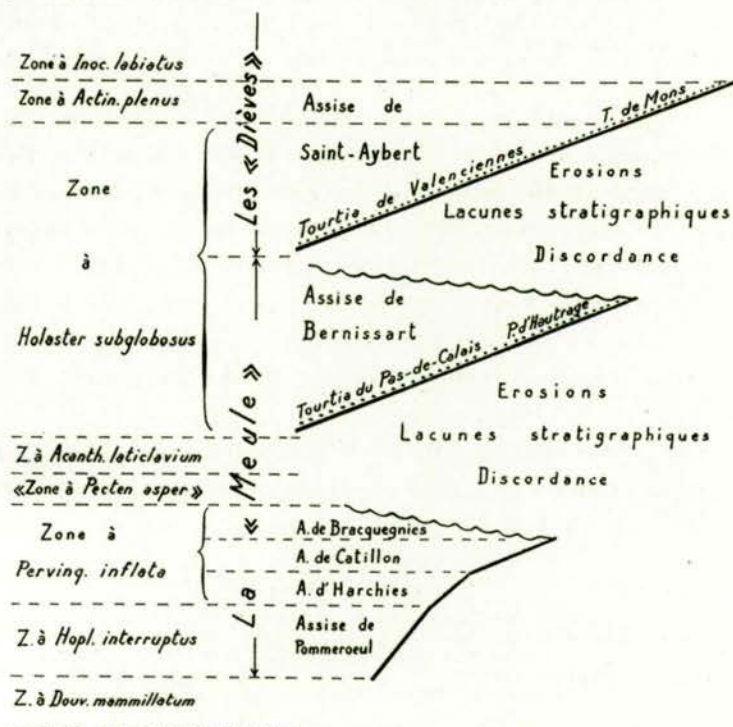 Zone à Inoc. labiatus
Zone à Actin. plenus
Zone
à
Holaster subglobosus
Z. à Acanth. laticlavium
«Zone à Pecten asper»
Zone à
Perving. inflata
Z. à Hopl. interruptus
Z. à Douv. mammillatum
Les «Dièves»
La «Meule»
Assise de
Saint-Aybert
Tourtia de Valenciennes
T. de Mons
Erosions
Lacunes stratigraphiques
Discordance
Assise de
Bernissart
Tourtia du Pas-de-Calais
P. d'Hautrage
Erosions
Lacunes stratigraphiques
Discordance
A. de Bracquegnies
A. de Catillon
A. d'Harchies
Assise de
Pommeroeul